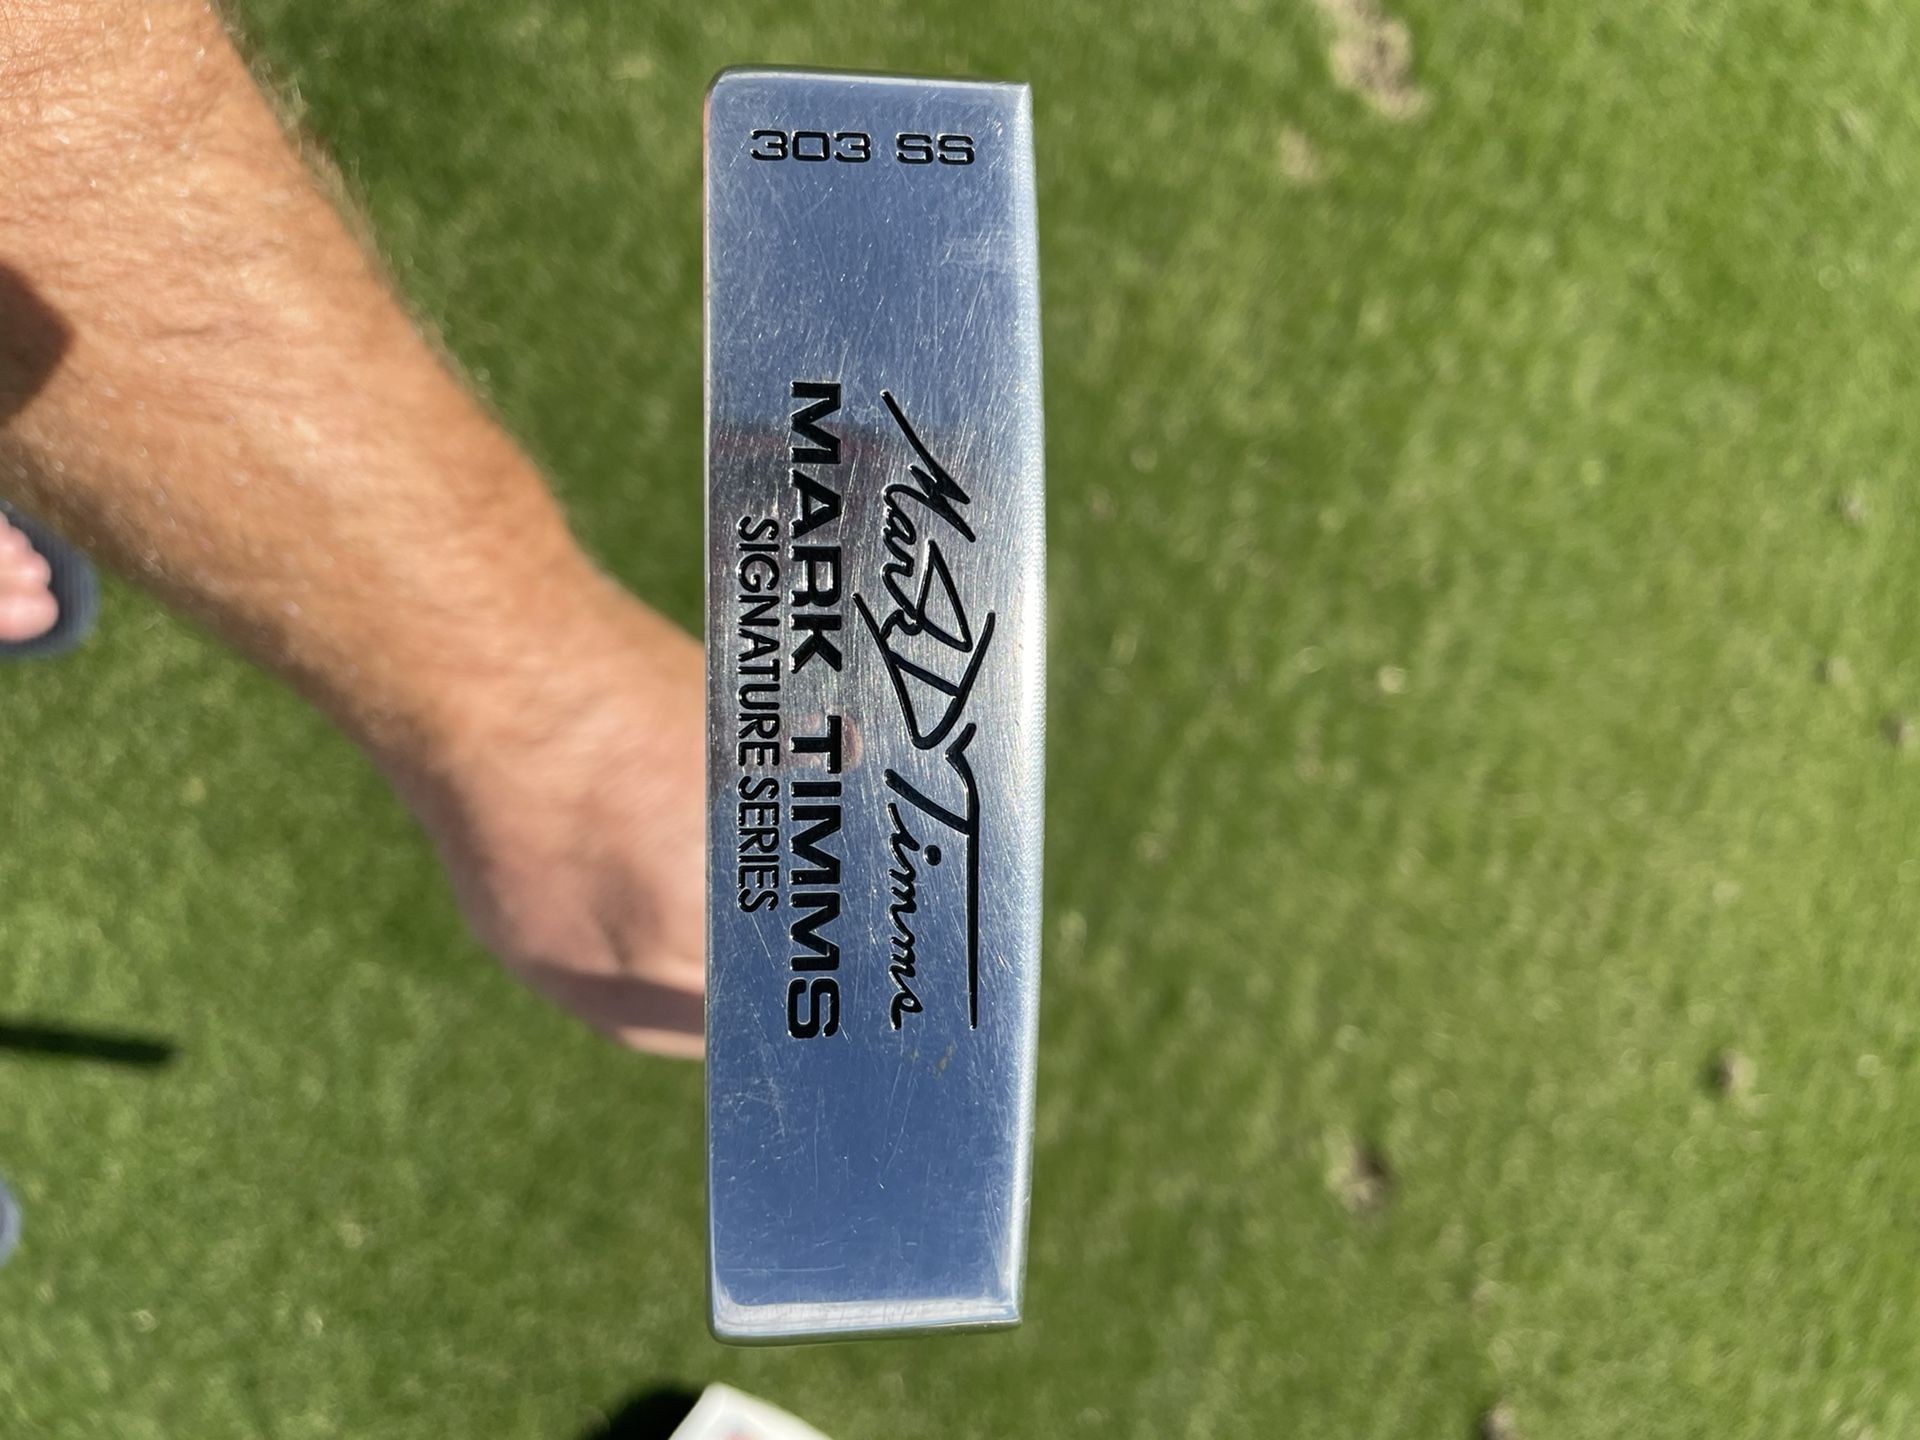 303 SS
Mark Timms
MARK TIMMS
SIGNATURE SERIES